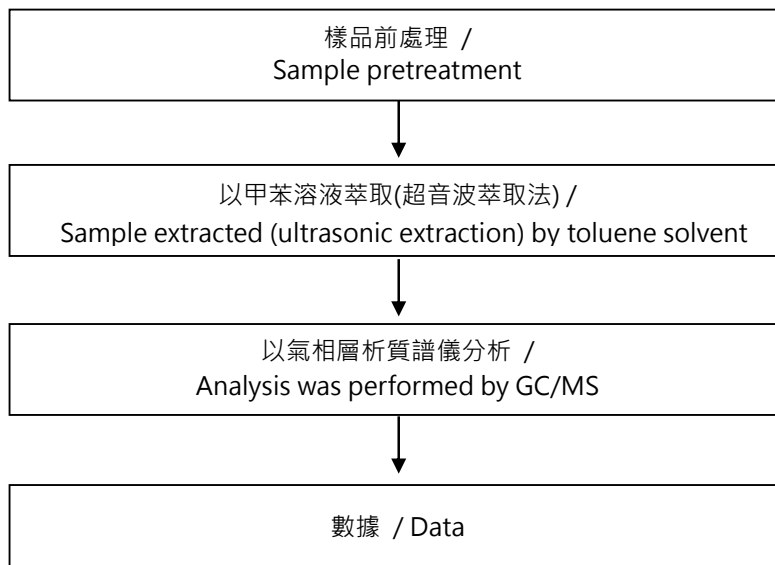 樣品前處理 /
Sample pretreatment
以甲苯溶液萃取(超音波萃取法) /
Sample extracted (ultrasonic extraction) by toluene solvent
以氣相層析質譜儀分析 /
Analysis was performed by GC/MS
數據 / Data